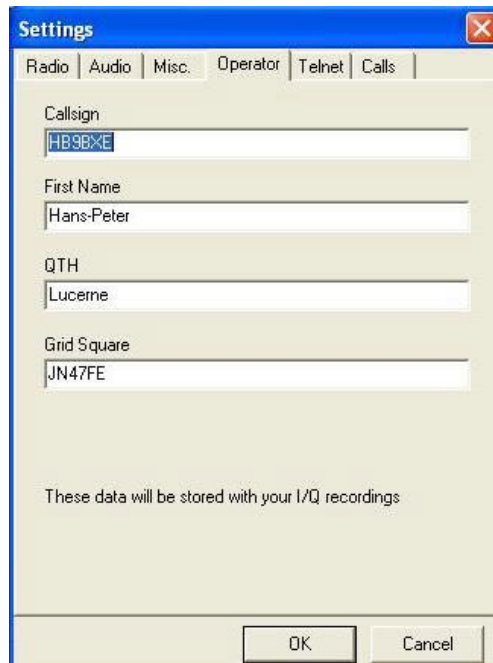 Settings
Radio Audio Misc. Operator Telnet Calls
Callsign
HB9BXE
First Name
Hans-Peter
QTH
Lucerne
Grid Square
JN47FE
These data will be stored with your I/Q recordings
OK Cancel